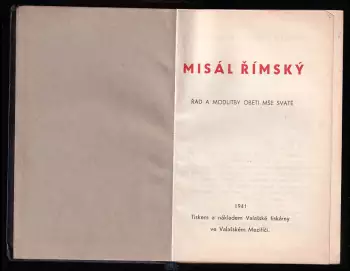 MISÁL ŘÍMSKÝ
ŘÁD A MODLITBY OBĚTI MŠE SVATÉ
1941
Tiskem a nákladem Valašské tiskárny
ve Valašském Meziříčí.